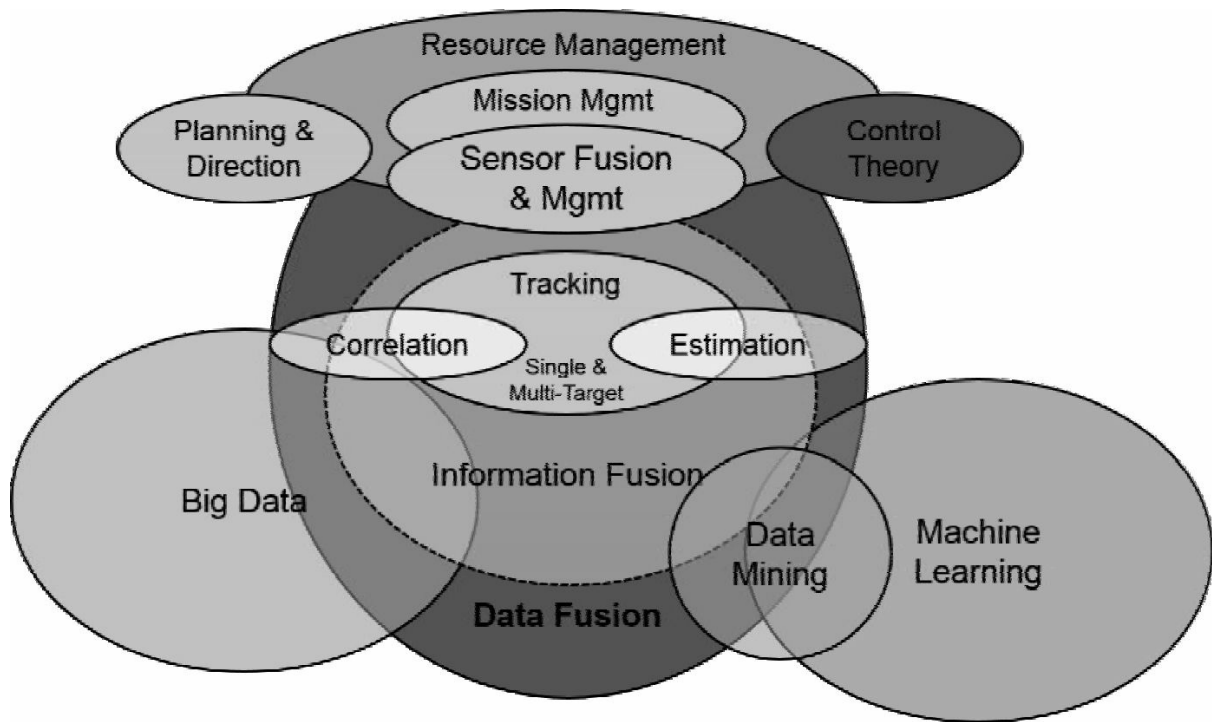 Resource Management
Mission Mgmt
Planning &
Direction
Control
Theory
Sensor Fusion
& Mgmt
Tracking
Correlation
Estimation
Single &
Multi-Target
Information Fusion
Big Data
Data
Mining
Machine
Learning
Data Fusion